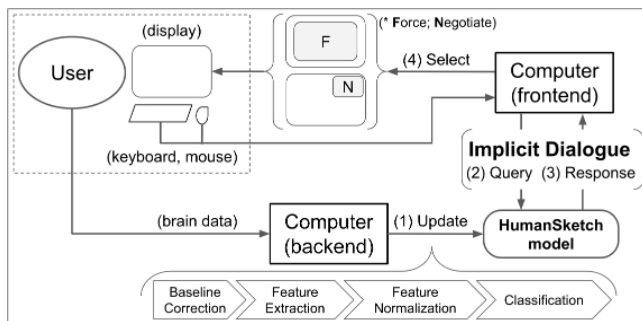 (display)
User
(keyboard, mouse)
F
N
(* Force; Negotiate)
(4) Select
Computer
(frontend)
Implicit Dialogue
(2) Query (3) Response
HumanSketch
model
(brain data)
Computer
(backend)
(1) Update
Baseline
Correction
Feature
Extraction
Feature
Normalization
Classification